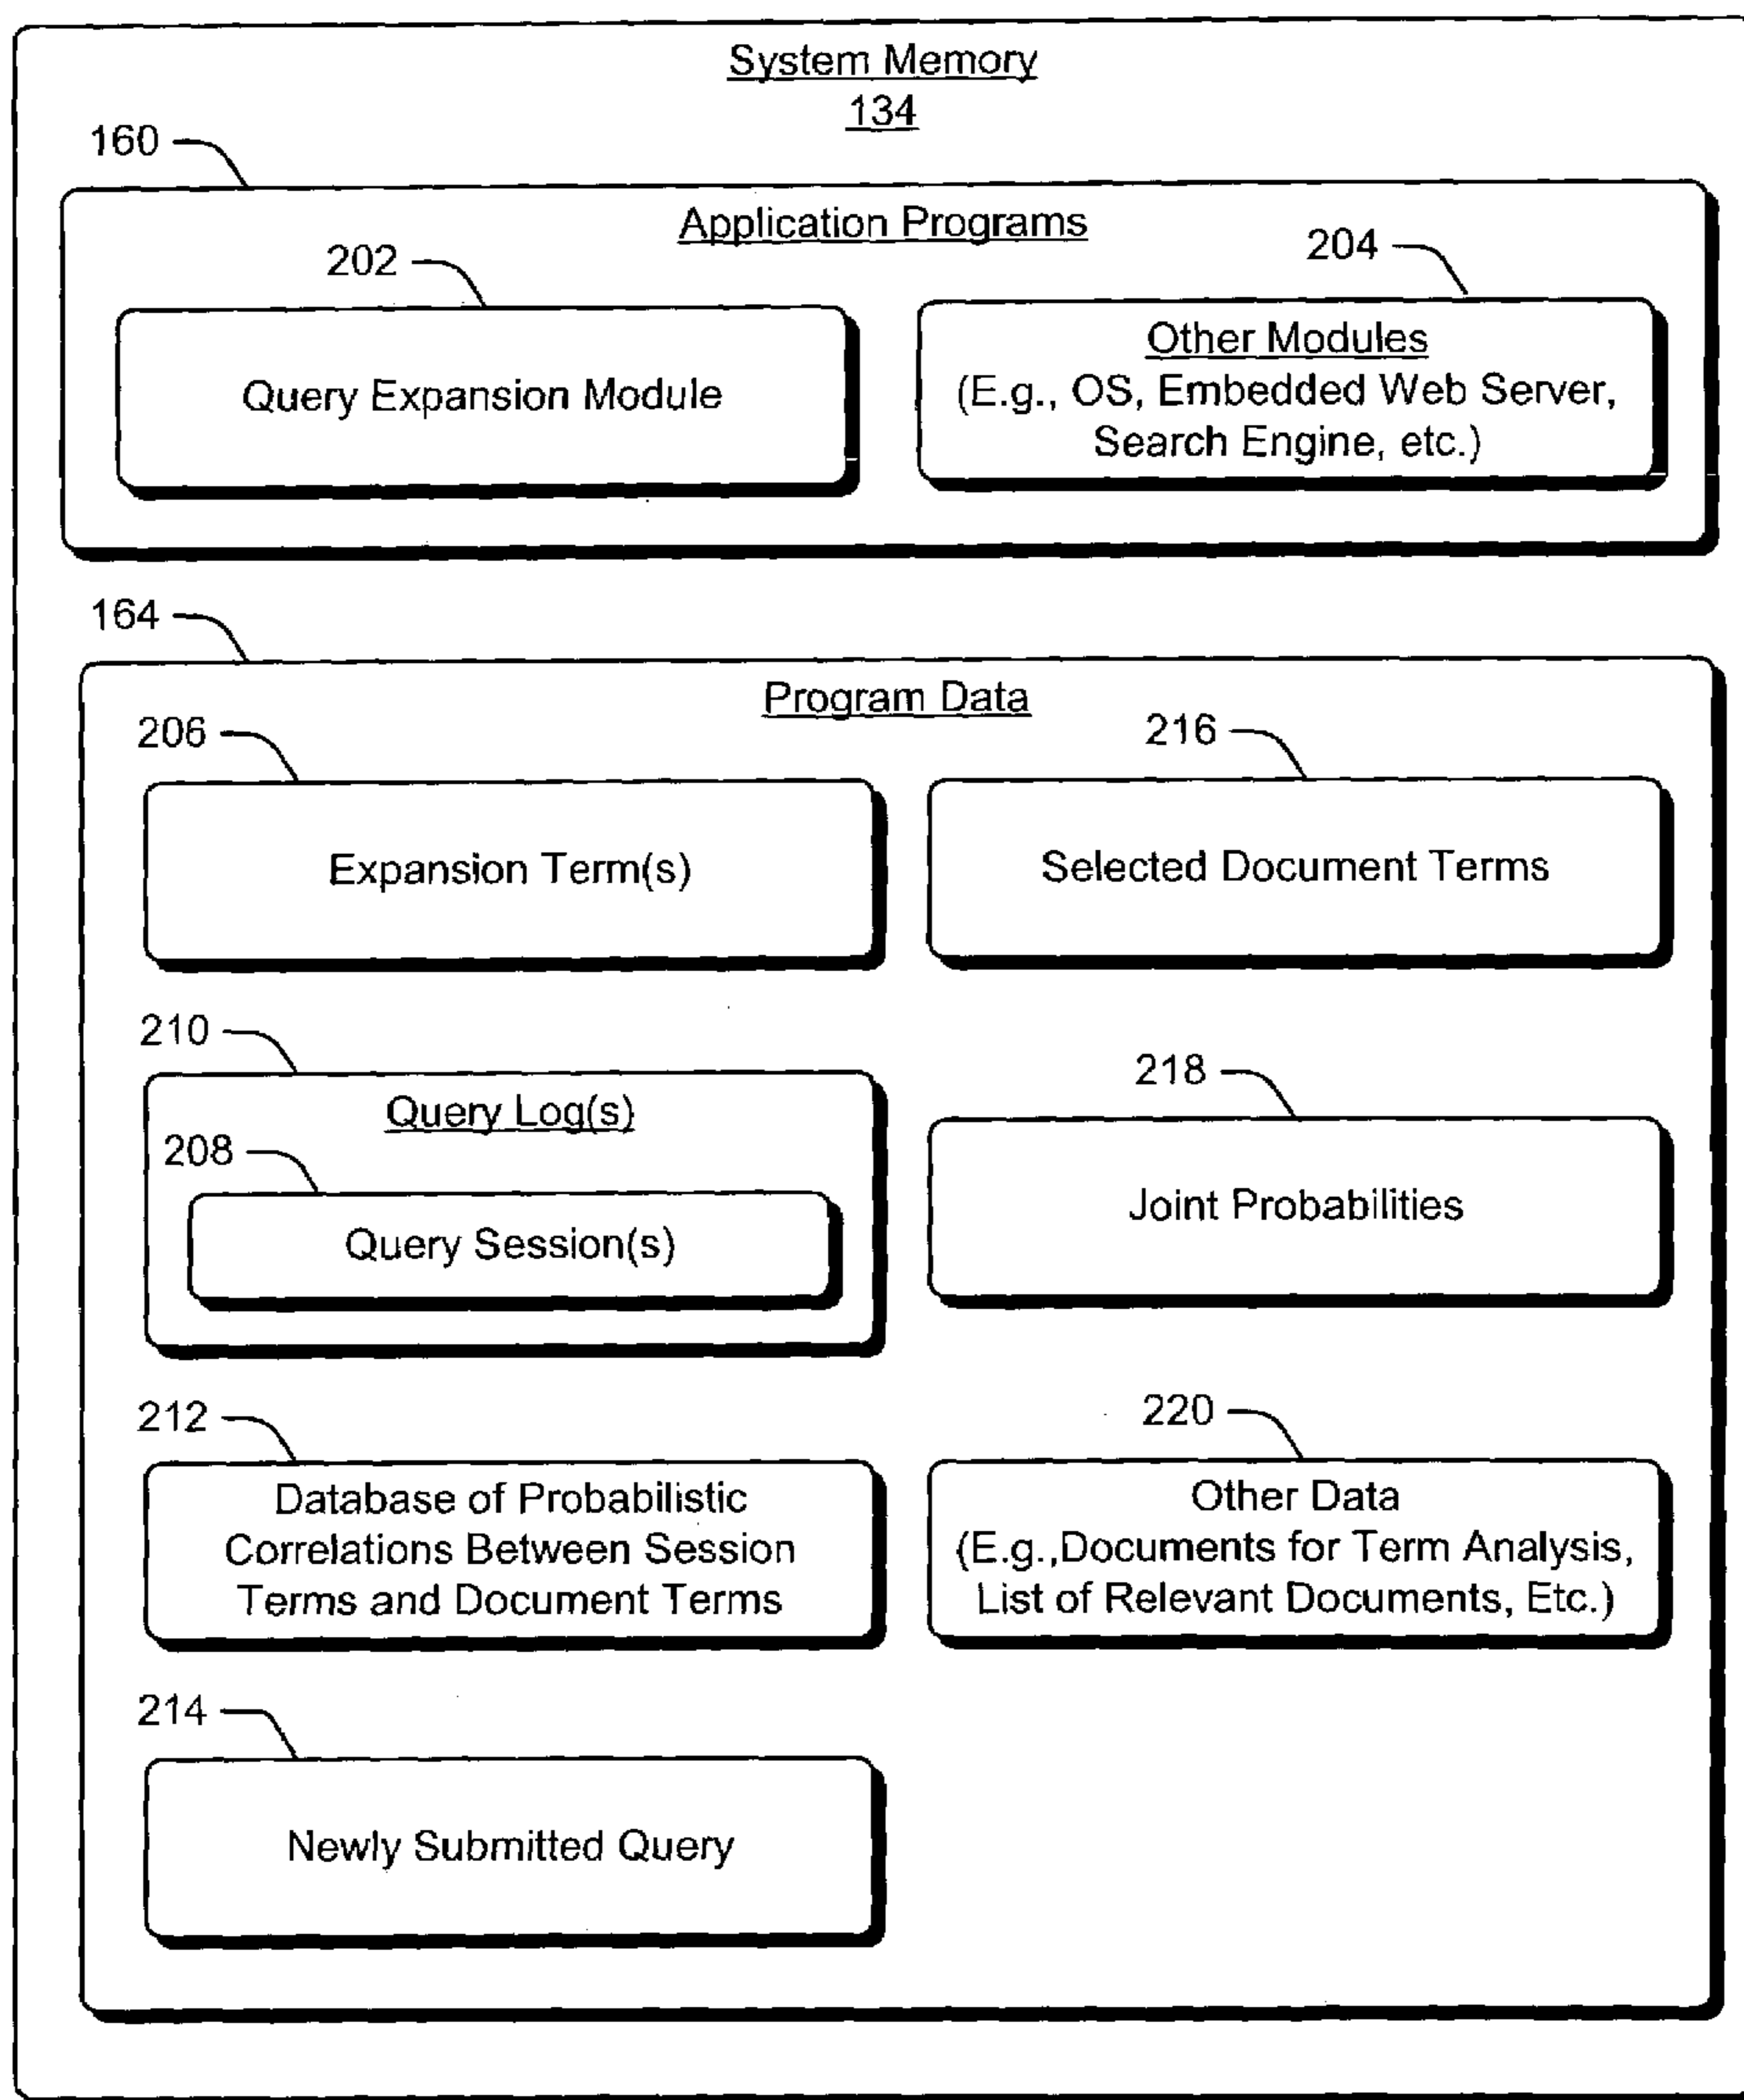 System Memory
134
160
Application Programs
202
204
Query Expansion Module
Other Modules
(E.g., OS, Embedded Web Server,
Search Engine, etc.)
164
Program Data
206
216
Expansion Term(s)
Selected Document Terms
210
Query Log(s)
208
Query Session(s)
218
Joint Probabilities
212
Database of Probabilistic
Correlations Between Session
Terms and Document Terms
220
Other Data
(E.g.,Documents for Term Analysis,
List of Relevant Documents, Etc.)
214
Newly Submitted Query